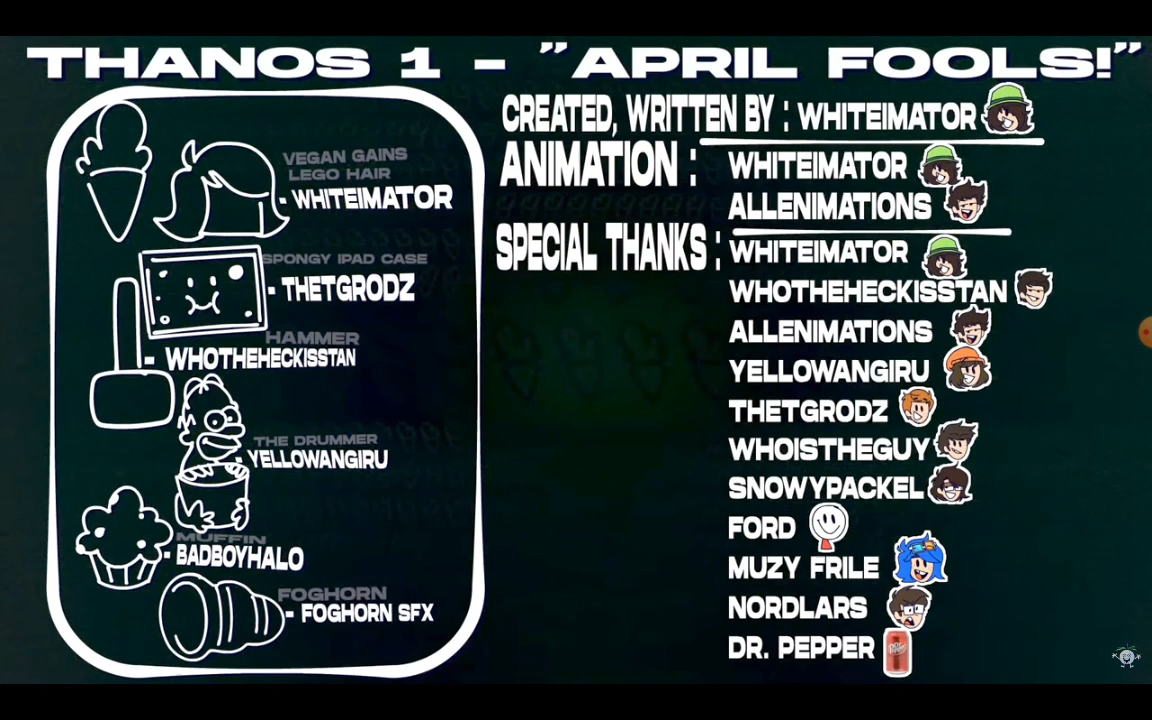 THANOS 1 - "APRIL FOOLS!"
VEGAN GAINS
LEGO HAIR
- WHITEIMATOR
SPONGY IPAD CASE
- THETGRODZ
HAMMER
- WHOTHEHECKISSTAN
THE DRUMMER
- YELLOWANGIRU
MUFFIN
- BADBOYHALO
FOGHORN
- FOGHORN SFX
CREATED, WRITTEN BY : WHITEIMATOR
ANIMATION : WHITEIMATOR
ALLENIMATIONS
SPECIAL THANKS : WHITEIMATOR
WHOTHEHECKISSTAN
ALLENIMATIONS
YELLOWANGIRU
THETGRODZ
WHOISTHEGUY
SNOWYPACKEL
FORD
MUZY FRILE
NORDLARS
DR. PEPPER
Dr Pepper